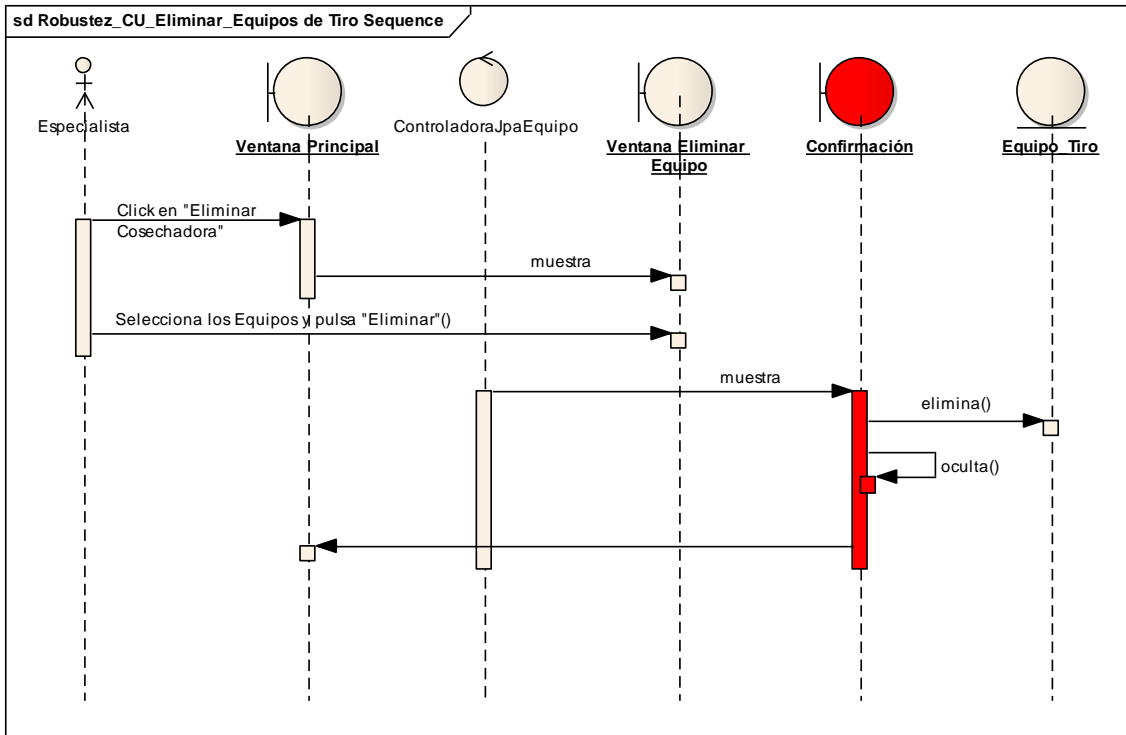 sd Robustez_CU_Eliminar_Equipos de Tiro Sequence
Especialista
Ventana Principal
ControladoraJpaEquipo
Ventana Eliminar
Equipo
Confirmación
Equipo_Tiro
Click en "Eliminar
Cosechadora"
muestra
Selecciona los Equipos y pulsa "Eliminar"()
muestra
elimina()
oculta()